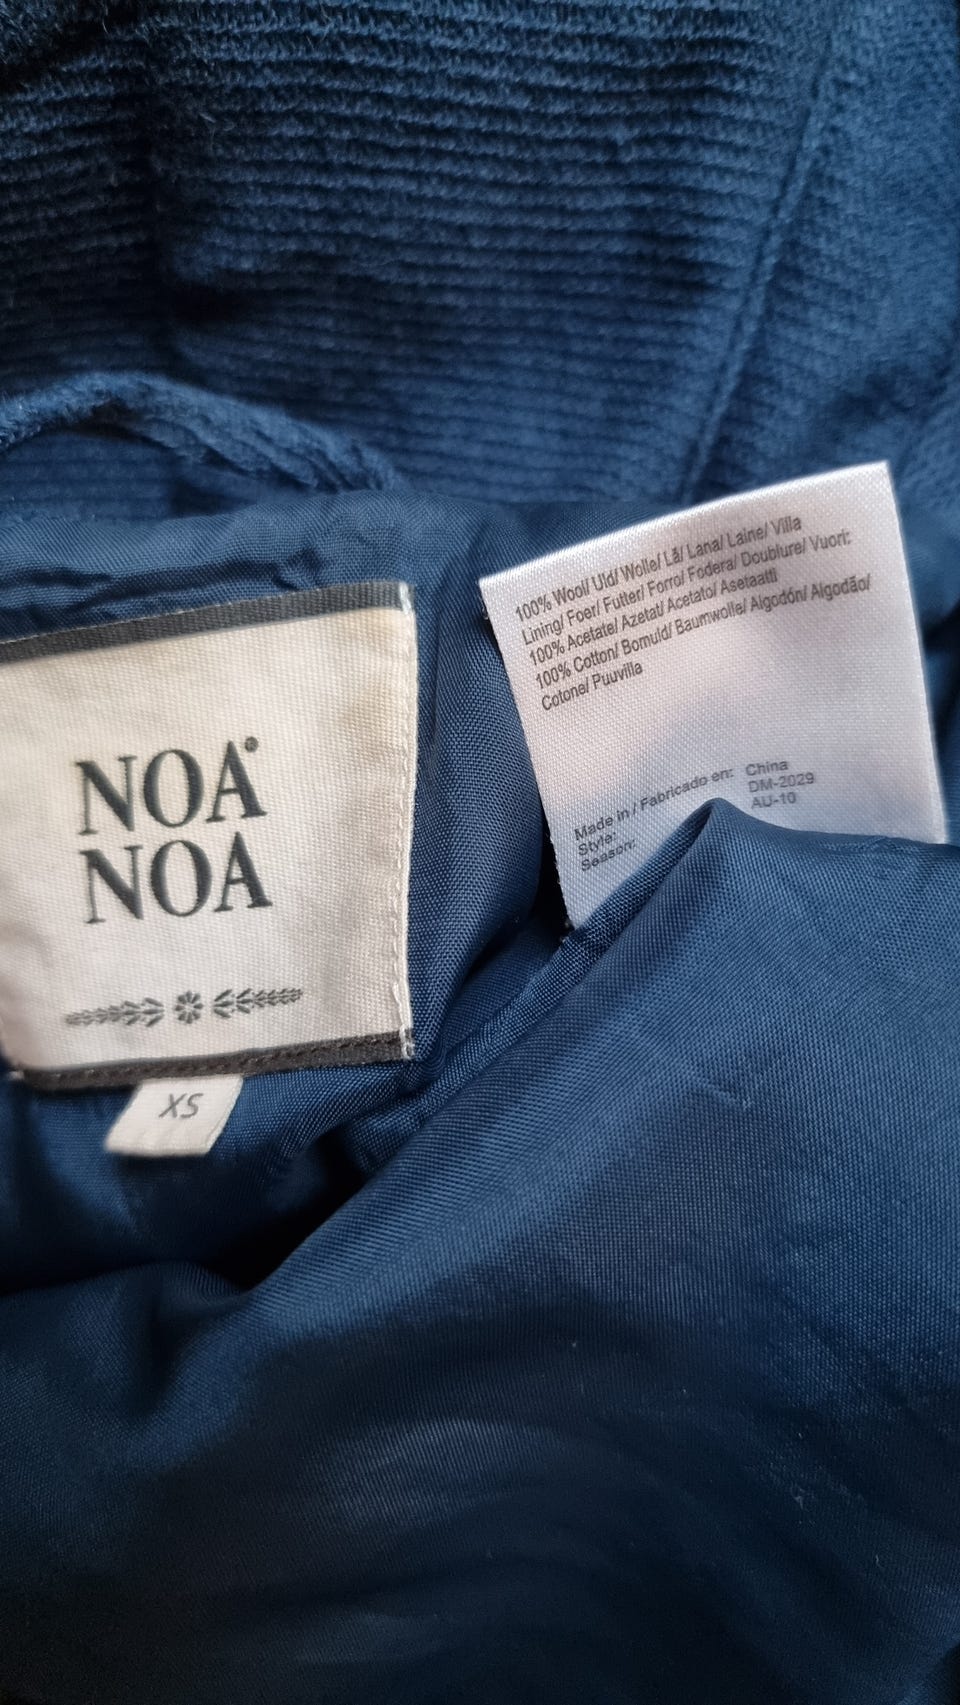 NOA
NOA
XS
100% Wool/ Uld/ Wolle/ Lã/ Lana/ Laine/ Villa
Lining/ Foer/ Futter/ Forro/ Fodera/ Doublure/ Vuori:
100% Acetate/ Azetat/ Acetato/ Asetaatti
100% Cotton/ Bomuld/ Baumwolle/ Algodón/ Algodão/
Cotone/ Puuvilla
Made in / Fabricado en: China
Style: DM-2029
Season: AU-10